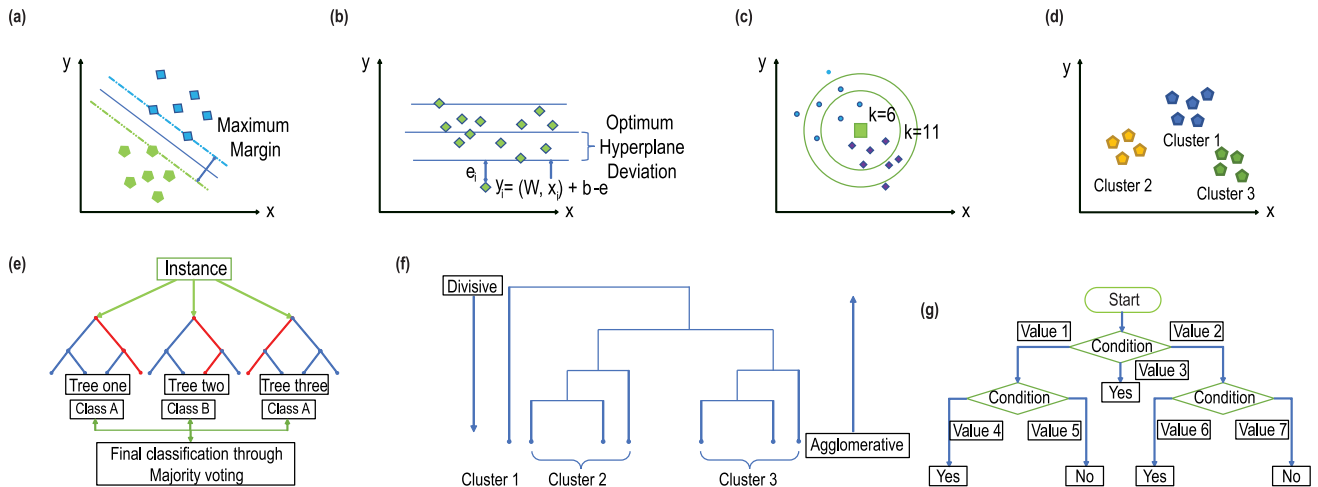 (a)
y
Maximum
Margin
x
(b)
y
Optimum
Hyperplane
Deviation
eᵢ
yᵢ= (W, xᵢ) + b-e
x
(c)
y
k=6
k=11
x
(d)
y
Cluster 1
Cluster 2
Cluster 3
x
(e)
Instance
Tree one
Tree two
Tree three
Class A
Class B
Class A
Final classification through
Majority voting
(f)
Divisive
Agglomerative
Cluster 1
Cluster 2
Cluster 3
(g)
Start
Value 1
Value 2
Condition
Value 3
Yes
Condition
Condition
Value 4
Value 5
Value 6
Value 7
Yes
No
Yes
No